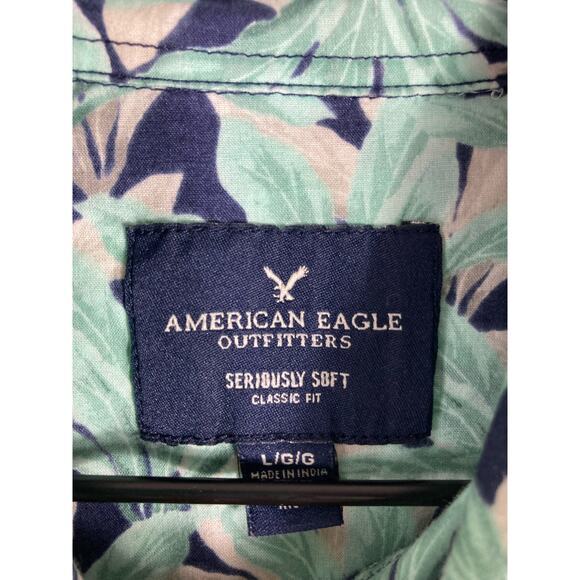 AMERICAN EAGLE
OUTFITTERS
SERIOUSLY SOFT
CLASSIC FIT
L/G/G
MADE IN INDIA